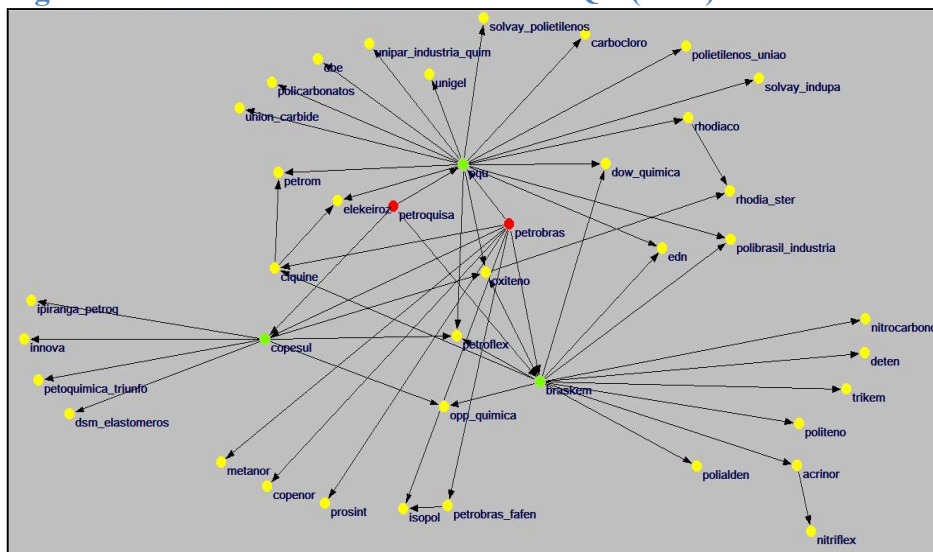 solvay_polietilenos
carbocloro
unipar_industria_quim
polietilenos_uniao
cbe
unigel
solvay_indupa
policarbonatos
union_carbide
rhodiaco
pqu
dow_quimica
petrom
rhodia_ster
elekeiroz
petroquisa
petrobras
polibrasil_industria
edn
ciquine
oxiteno
ipiranga_petroq
nitrocarbono
innova
copesul
petroflex
deten
petoquimica_triunfo
braskem
trikem
dsm_elastomeros
opp_quimica
politeno
metanor
polialden
acrinor
copenor
prosint
isopol
petrobras_fafen
nitriflex